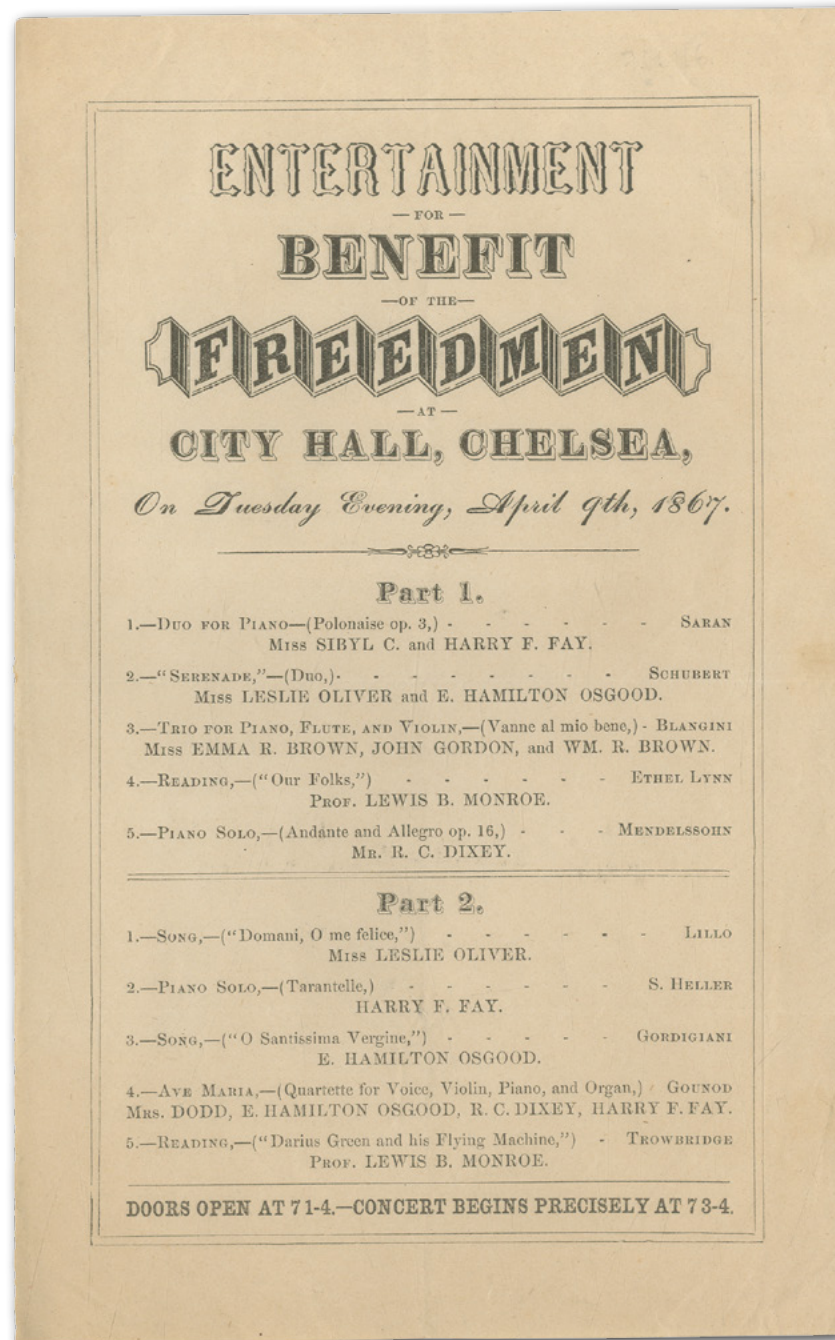 ENTERTAINMENT
— FOR —
BENEFIT
—OF THE—
FREEDMEN
— AT —
CITY HALL, CHELSEA,
On Tuesday Evening, April 9th, 1867.
Part 1.
1.—DUO FOR PIANO—(Polonaise op. 3,) - - - - - - SARAN
MISS SIBYL C. and HARRY F. FAY.
2.—"SERENADE,"—(Duo,)- - - - - - - - - SCHUBERT
MISS LESLIE OLIVER and E. HAMILTON OSGOOD.
3.—TRIO FOR PIANO, FLUTE, AND VIOLIN,—(Vanne al mio bene,) - BLANGINI
MISS EMMA R. BROWN, JOHN GORDON, and WM. R. BROWN.
4.—READING,—("Our Folks,") - - - - - - ETHEL LYNN
PROF. LEWIS B. MONROE.
5.—PIANO SOLO,—(Andante and Allegro op. 16,) - - - MENDELSSOHN
MR. R. C. DIXEY.
Part 2.
1.—SONG,—("Domani, O me felice,") - - - - - - LILLO
MISS LESLIE OLIVER.
2.—PIANO SOLO,—(Tarantelle,) - - - - - - S. HELLER
HARRY F. FAY.
3.—SONG,—("O Santissima Vergine,") - - - - - GORDIGIANI
E. HAMILTON OSGOOD.
4.—AVE MARIA,—(Quartette for Voice, Violin, Piano, and Organ,) GOUNOD
MRS. DODD, E. HAMILTON OSGOOD, R. C. DIXEY, HARRY F. FAY.
5.—READING,—("Darius Green and his Flying Machine,") - TROWBRIDGE
PROF. LEWIS B. MONROE.
DOORS OPEN AT 7 1-4.—CONCERT BEGINS PRECISELY AT 7 3-4.